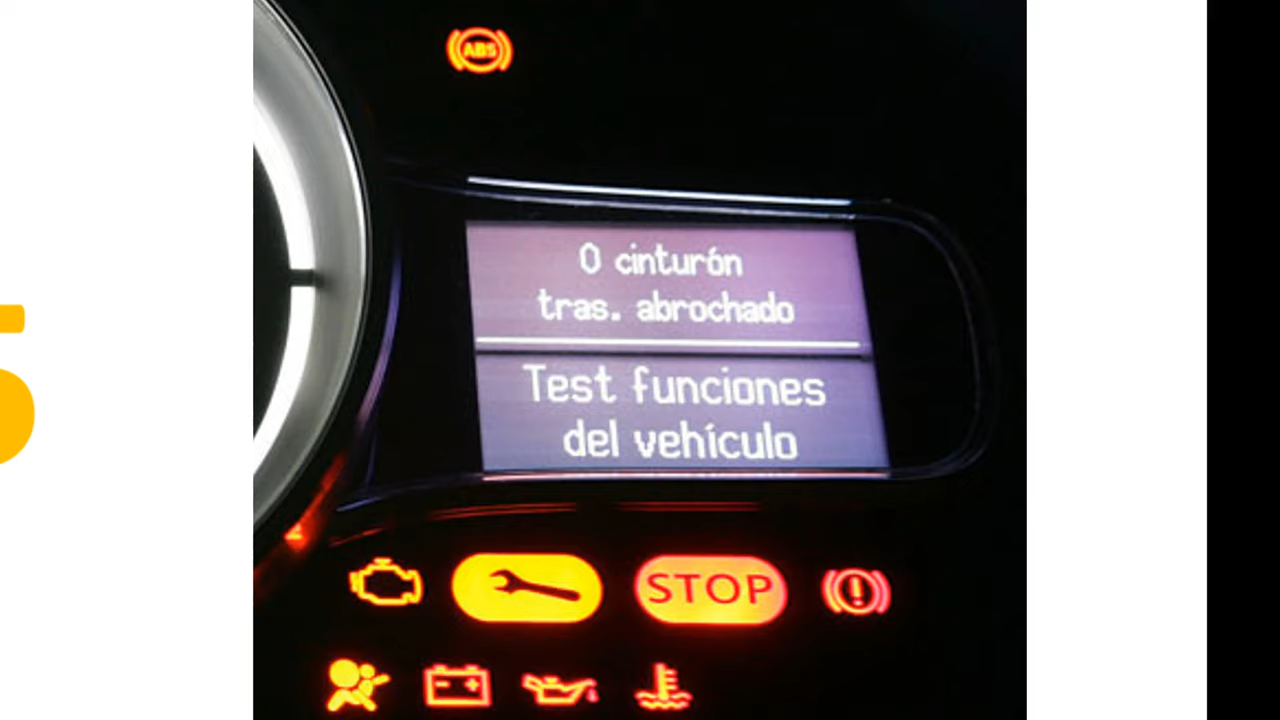 ABS
0 cinturón
tras. abrochado
Test funciones
del vehículo
STOP